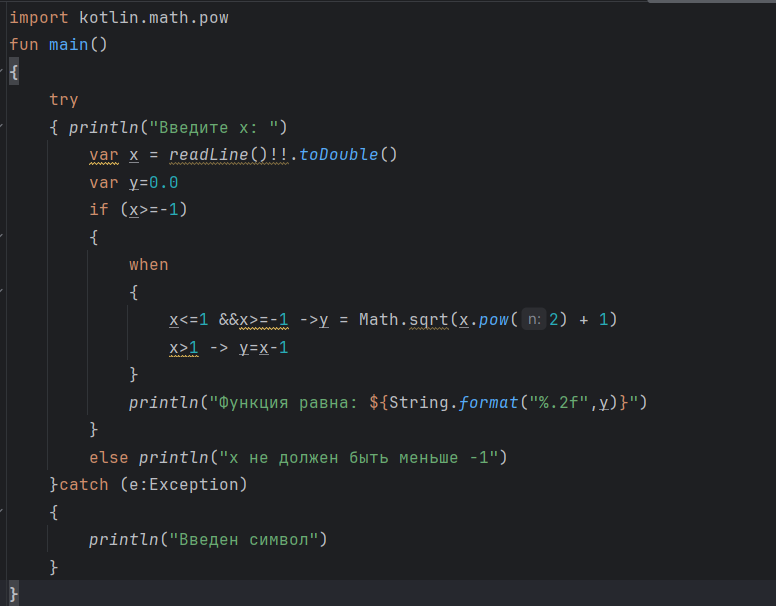 import kotlin.math.pow
fun main()
{
    try
    { println("Введите x: ")
        var x = readLine()!!.toDouble()
        var y=0.0
        if (x>=-1)
        {
            when
            {
                x<=1 &&x>=-1 ->y = Math.sqrt(x.pow( n: 2) + 1)
                x>1 -> y=x-1
            }
            println("Функция равна: ${String.format("%.2f",y)}")
        }
        else println("x не должен быть меньше -1")
    }catch (e:Exception)
    {
        println("Введен символ")
    }
}